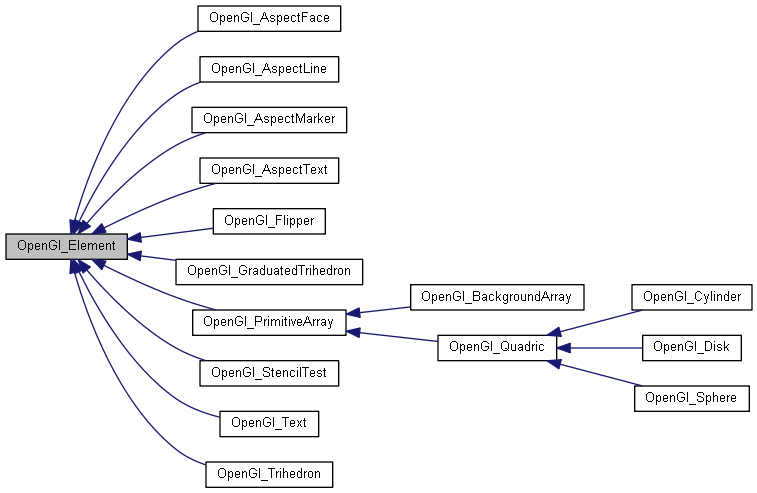 OpenGl_AspectFace
OpenGl_AspectLine
OpenGl_AspectMarker
OpenGl_AspectText
OpenGl_Flipper
OpenGl_Element
OpenGl_GraduatedTrihedron
OpenGl_PrimitiveArray
OpenGl_BackgroundArray
OpenGl_Quadric
OpenGl_Cylinder
OpenGl_Disk
OpenGl_Sphere
OpenGl_StencilTest
OpenGl_Text
OpenGl_Trihedron